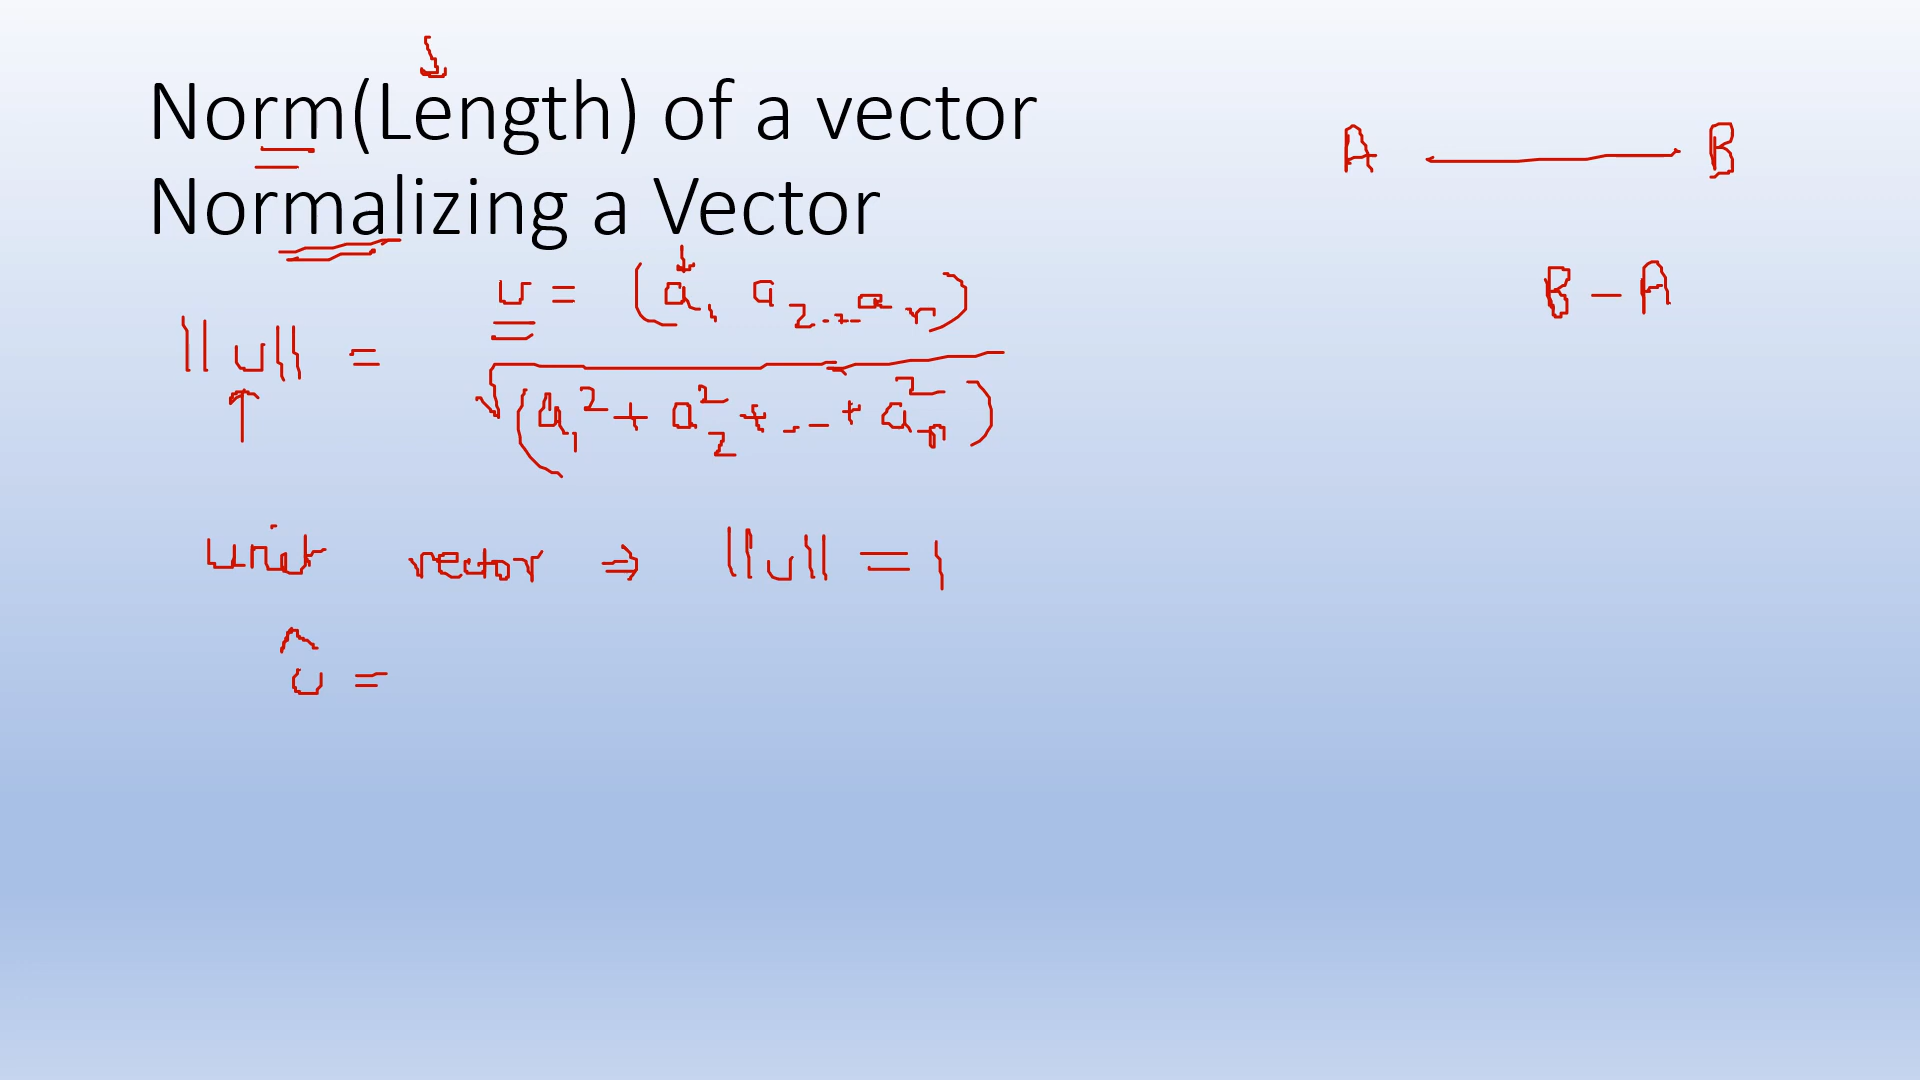 Norm(Length) of a vector
Normalizing a Vector
A B
B - A
u = (a₁ a₂ ... aₙ)
||u|| = √(a₁² + a₂² + ... + aₙ²)
unit vector ⇒ ||u|| = 1
û =